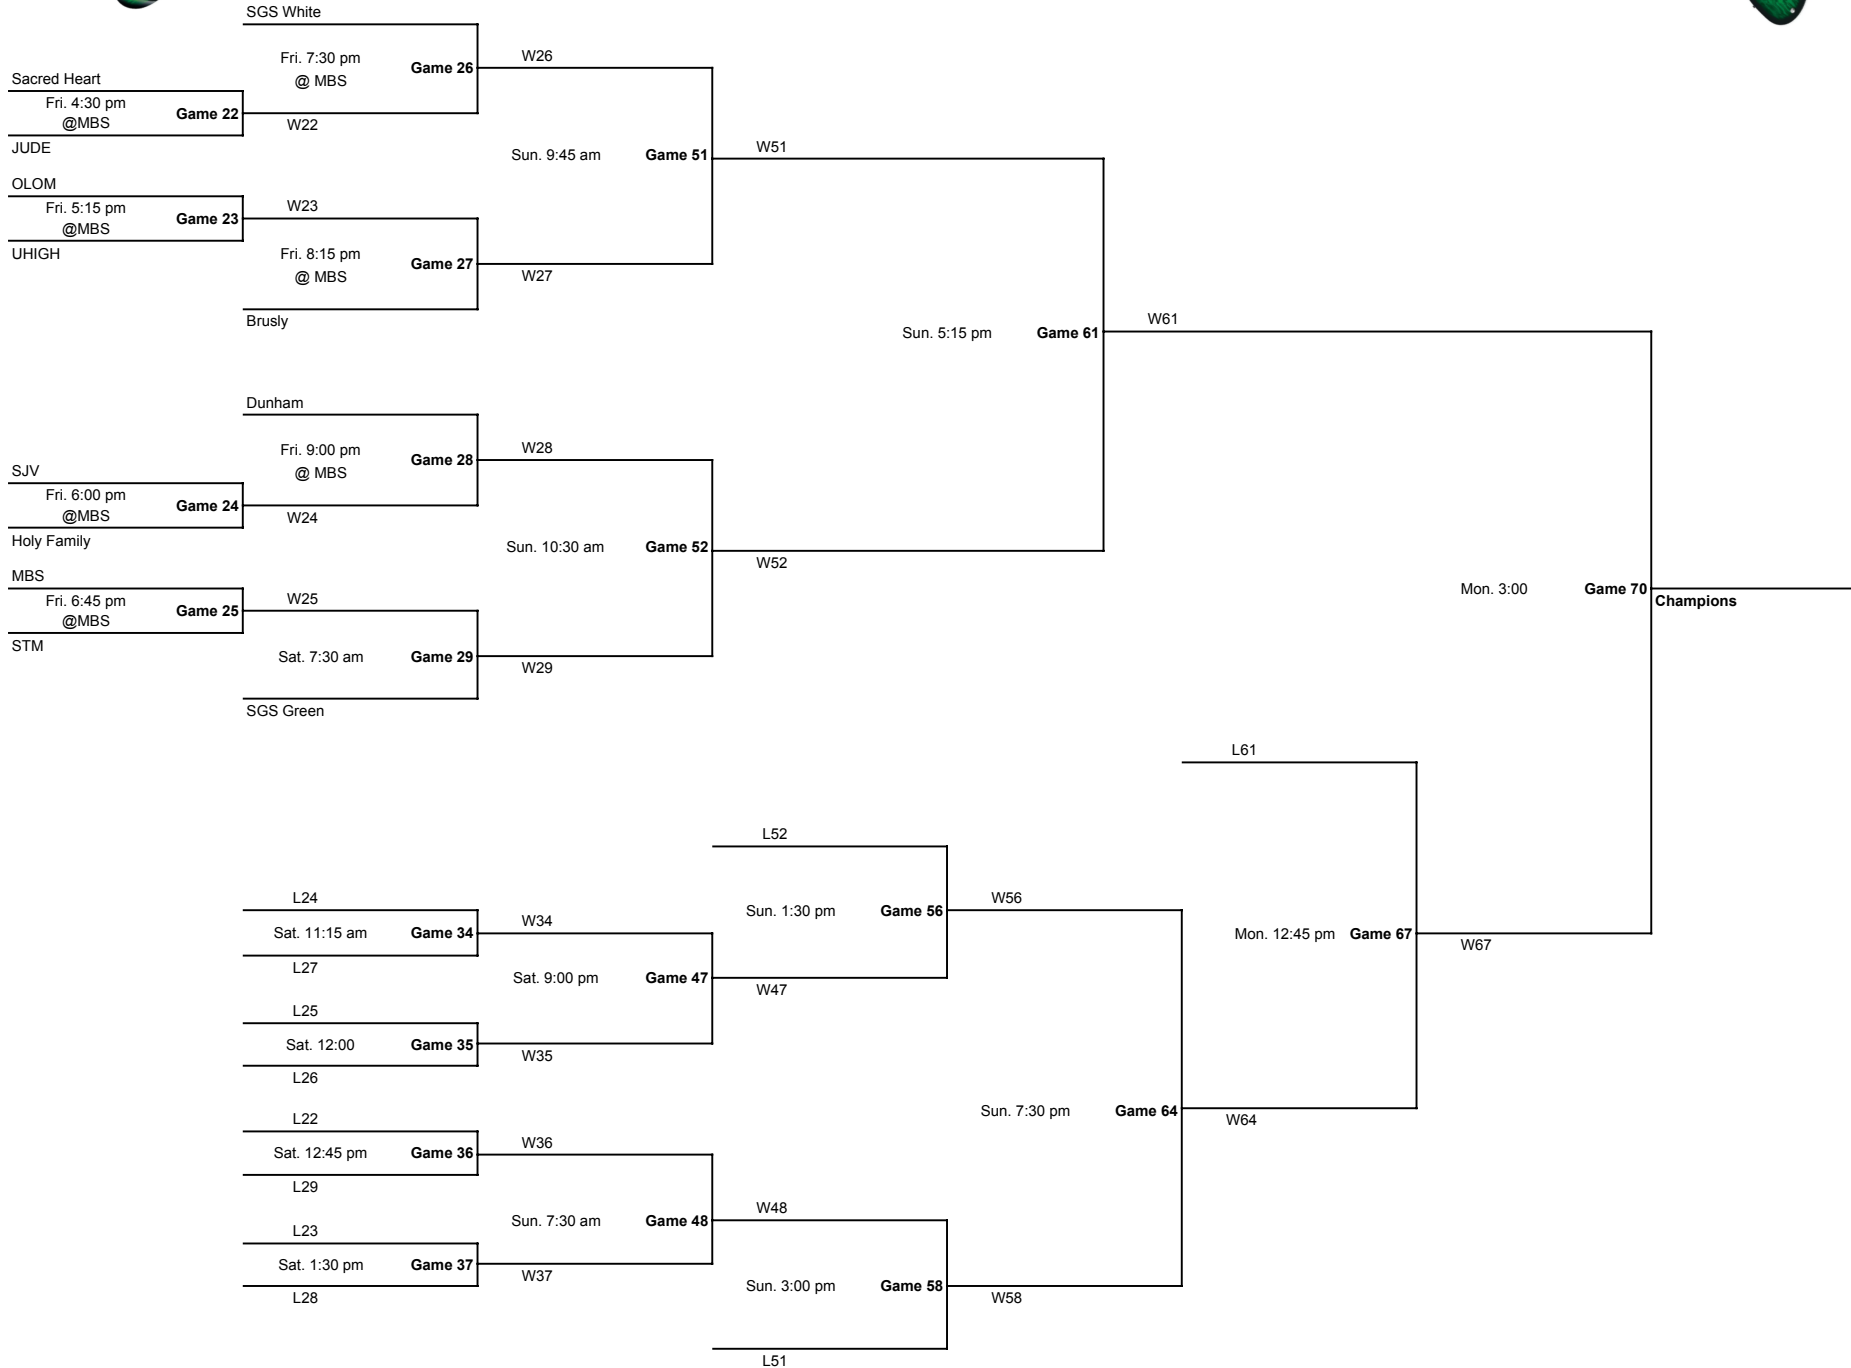 SGS White
Fri. 7:30 pm
@ MBS
Game 26
W26
Sacred Heart
Fri. 4:30 pm
@MBS
Game 22
W22
JUDE
Sun. 9:45 am
Game 51
W51
OLOM
Fri. 5:15 pm
@MBS
Game 23
W23
UHIGH
Fri. 8:15 pm
@ MBS
Game 27
W27
Brusly
Sun. 5:15 pm
Game 61
W61
Dunham
Fri. 9:00 pm
@ MBS
Game 28
W28
SJV
Fri. 6:00 pm
@MBS
Game 24
W24
Holy Family
Sun. 10:30 am
Game 52
W52
MBS
Fri. 6:45 pm
@MBS
Game 25
W25
STM
Sat. 7:30 am
Game 29
W29
SGS Green
Mon. 3:00
Game 70
Champions
L61
L52
Sun. 1:30 pm
Game 56
W56
L24
Sat. 11:15 am
Game 34
W34
L27
Mon. 12:45 pm
Game 67
W67
Sat. 9:00 pm
Game 47
W47
L25
Sat. 12:00
Game 35
W35
L26
Sun. 7:30 pm
Game 64
W64
L22
Sat. 12:45 pm
Game 36
W36
L29
Sun. 7:30 am
Game 48
W48
L23
Sat. 1:30 pm
Game 37
W37
L28
Sun. 3:00 pm
Game 58
W58
L51